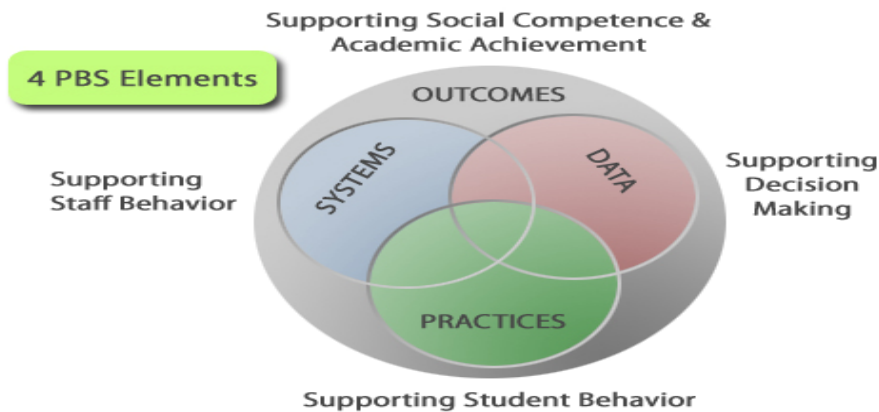 Supporting Social Competence &
Academic Achievement
4 PBS Elements
OUTCOMES
SYSTEMS
DATA
Supporting
Staff Behavior
Supporting
Decision
Making
PRACTICES
Supporting Student Behavior